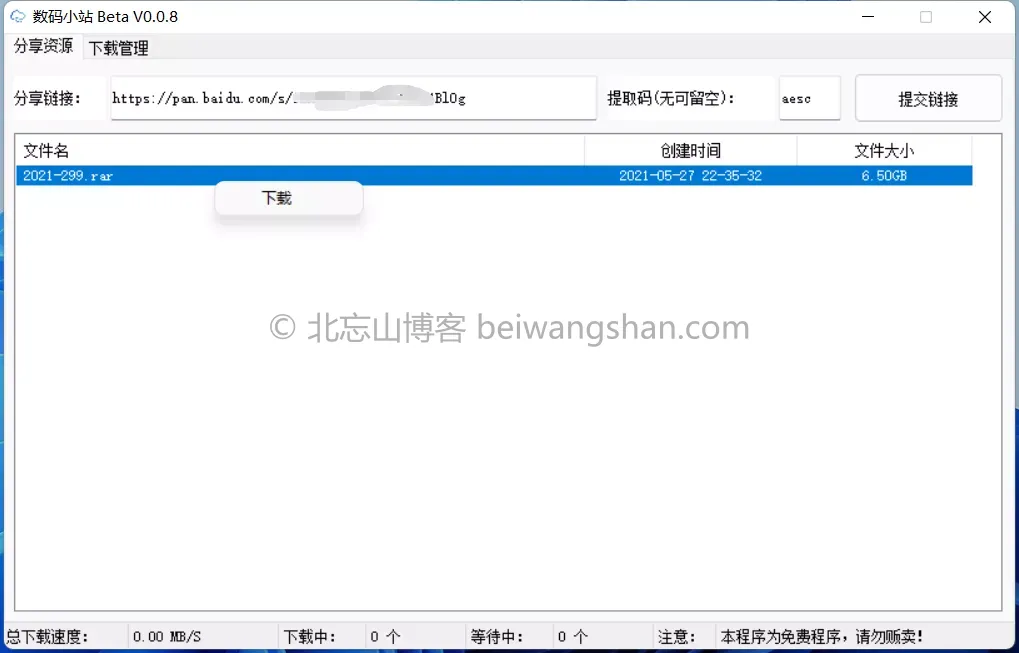 数码小站 Beta V0.0.8
分享资源 下载管理
分享链接： https://pan.baidu.com/s/ BlOg 提取码(无可留空)： aesc 提交链接
文件名 创建时间 文件大小
2021-299.rar 2021-05-27 22-35-32 6.50GB
下载
© 北忘山博客 beiwangshan.com
总下载速度： 0.00 MB/S 下载中： 0 个 等待中： 0 个 注意： 本程序为免费程序，请勿贩卖！